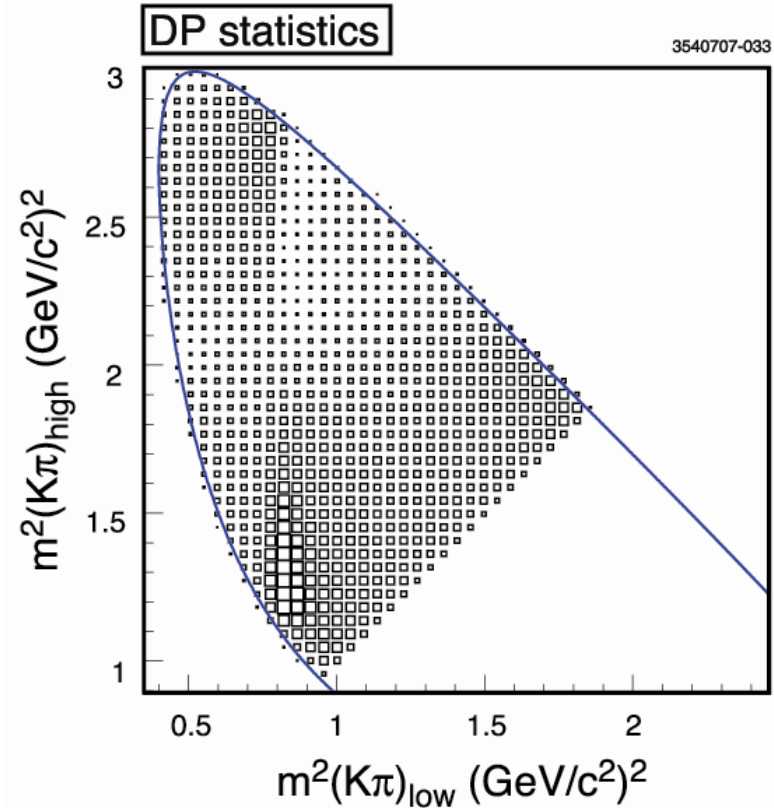 DP statistics
3540707-033
3
2.5
2
1.5
1
m²(Kπ)high (GeV/c²)²
0.5 1 1.5 2
m²(Kπ)low (GeV/c²)²